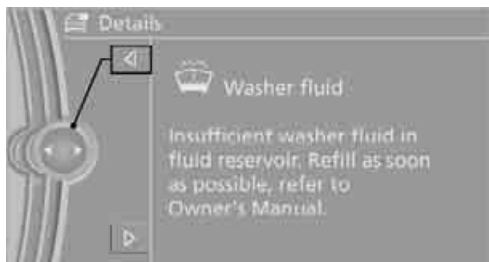 Details
Washer fluid
Insufficient washer fluid in
fluid reservoir. Refill as soon
as possible, refer to
Owner's Manual.